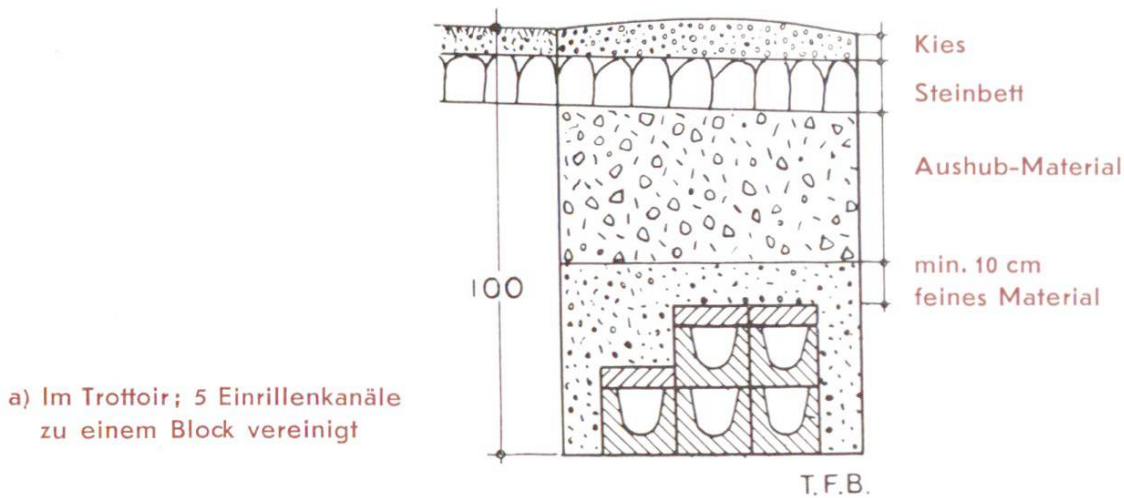 Kies
Steinbett
Aushub-Material
min. 10 cm
feines Material
100
a) Im Trottoir; 5 Einrillenkanäle
zu einem Block vereinigt
T.F.B.